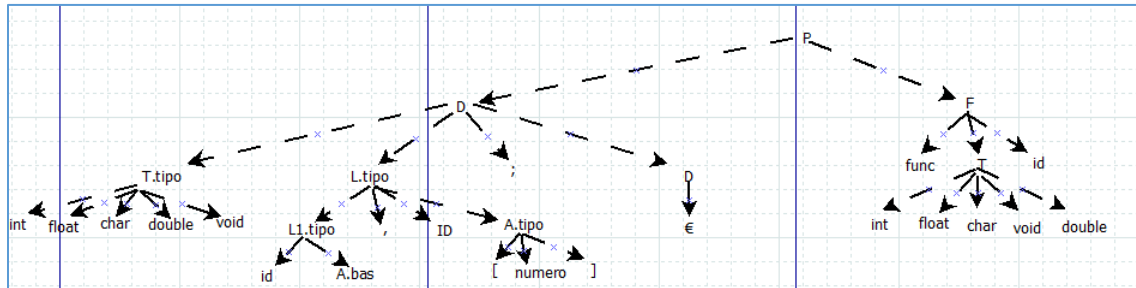 P
D F
T.tipo L.tipo ; D func T id
int float char double void L1.tipo , ID A.tipo € int float char void double
id A.bas [ numero ]